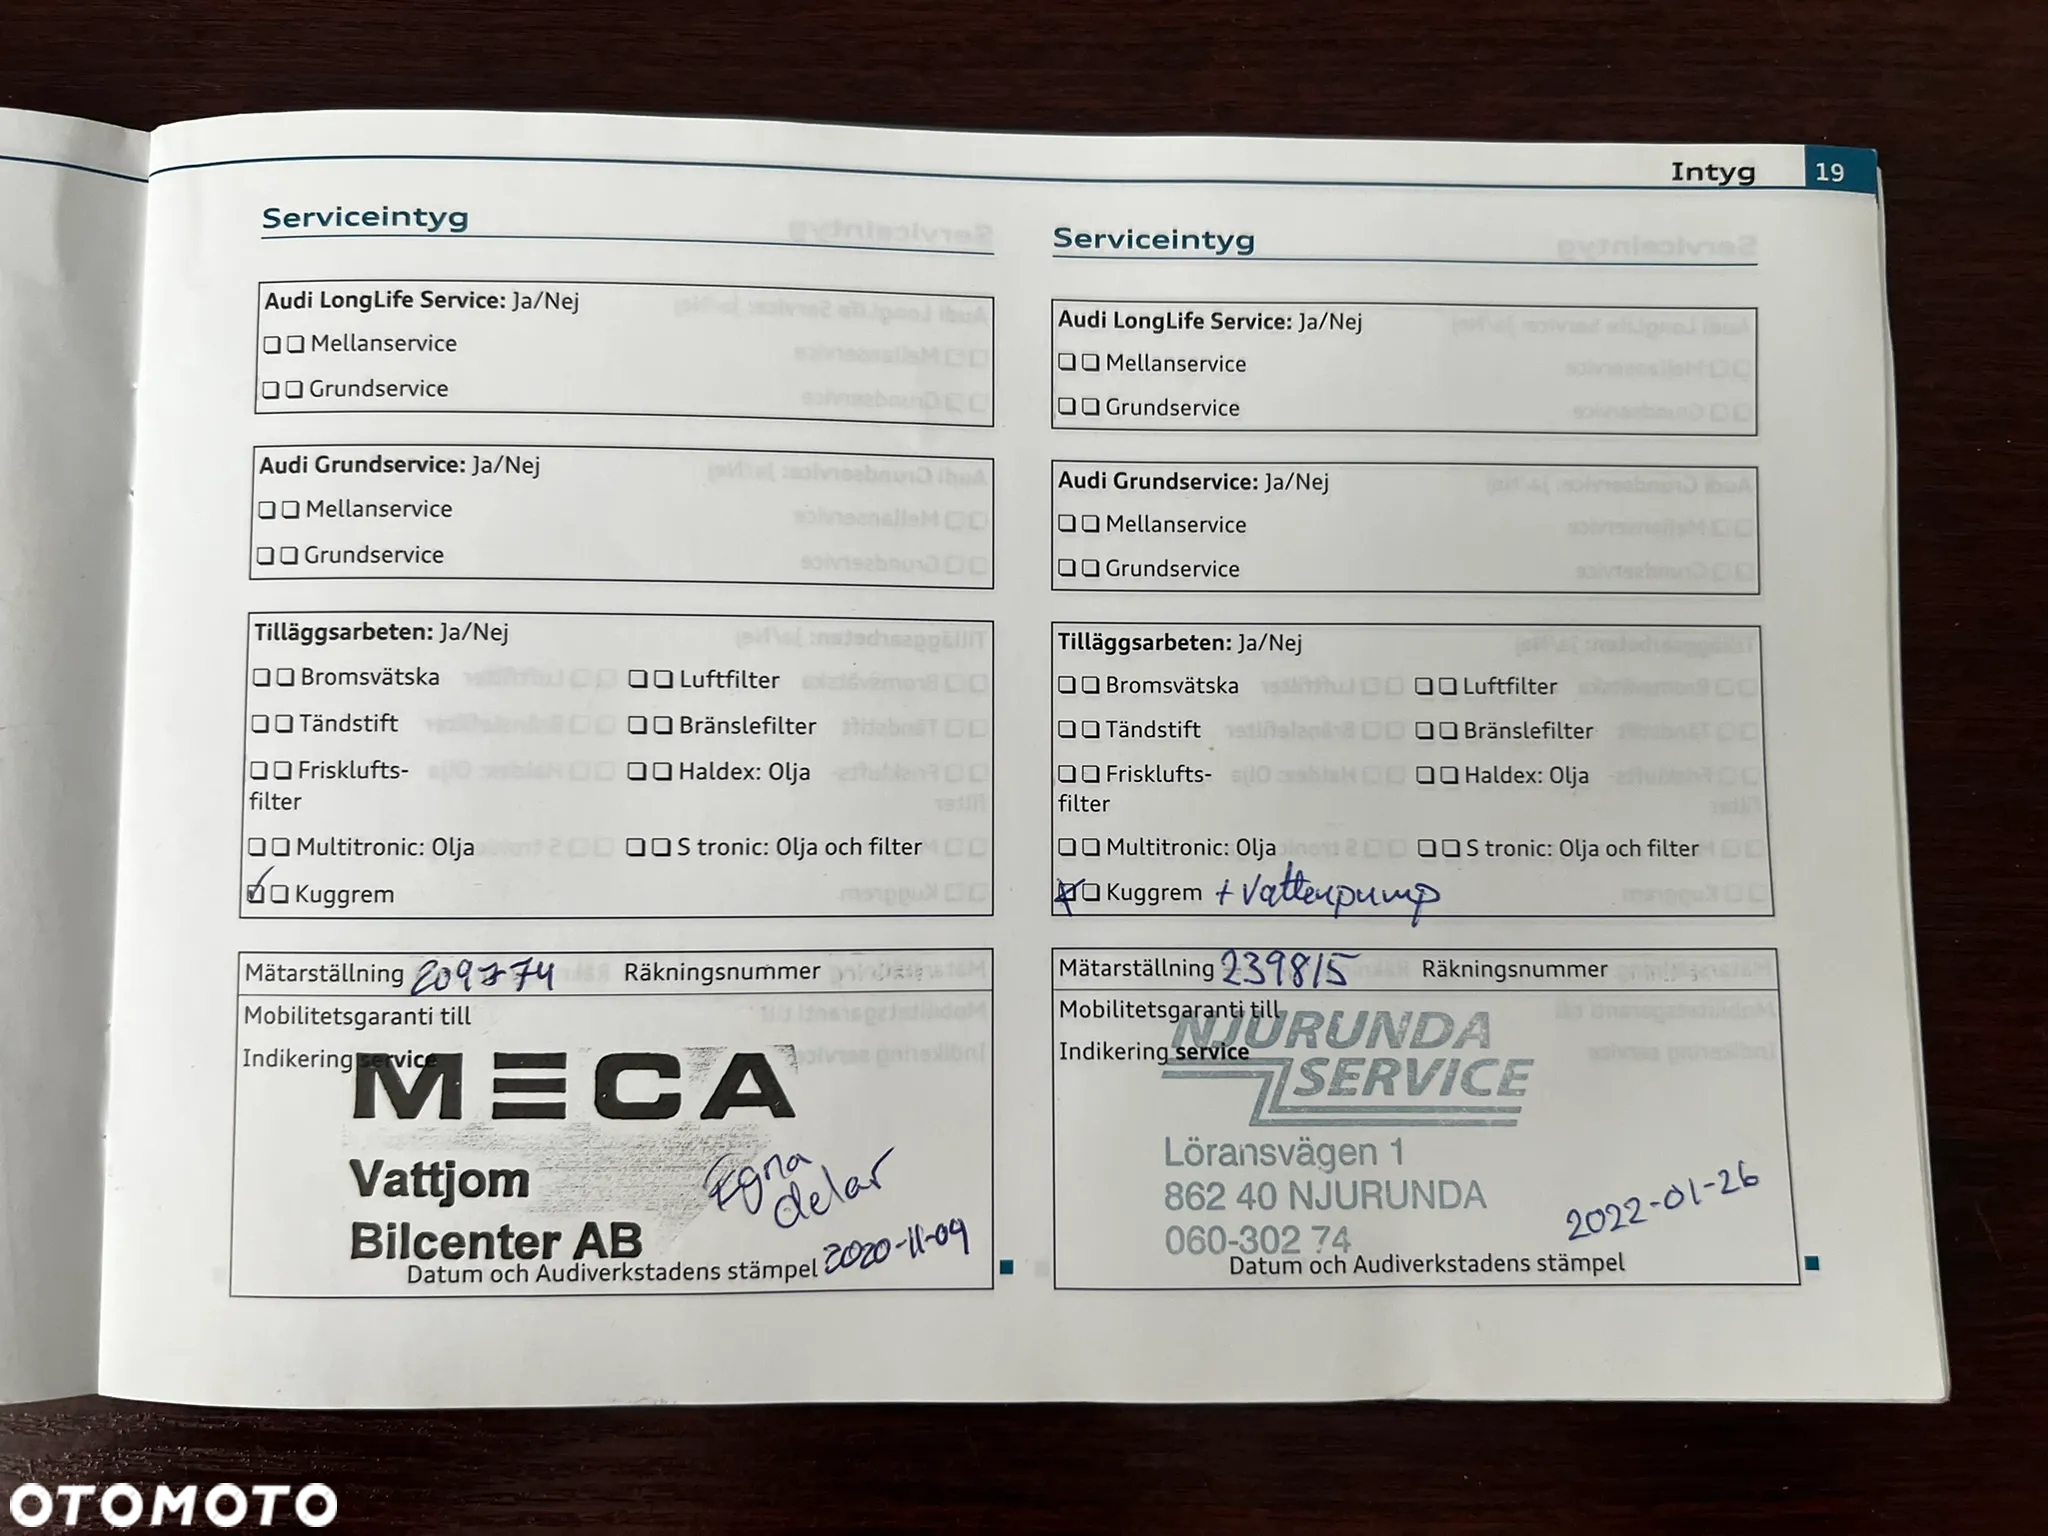 Intyg 19
Serviceintyg
Audi LongLife Service: Ja/Nej
Mellanservice
Grundservice
Audi Grundservice: Ja/Nej
Mellanservice
Grundservice
Tilläggsarbeten: Ja/Nej
Bromsvätska Luftfilter
Tändstift Bränslefilter
Friskklufts- Haldex: Olja
filter
Multitronic: Olja S tronic: Olja och filter
Kuggrem
Mätarställning 209774 Räkningsnummer
Mobilitetsgaranti till
Indikering service
MECA
Vattjom
Bilcenter AB
Egna
delar
2020-11-09
Datum och Audiverkstadens stämpel
Serviceintyg
Audi LongLife Service: Ja/Nej
Mellanservice
Grundservice
Audi Grundservice: Ja/Nej
Mellanservice
Grundservice
Tilläggsarbeten: Ja/Nej
Bromsvätska Luftfilter
Tändstift Bränslefilter
Friskklufts- Haldex: Olja
filter
Multitronic: Olja S tronic: Olja och filter
Kuggrem + Vattenpump
Mätarställning 239815 Räkningsnummer
Mobilitetsgaranti till
Indikering service
NJURUNDA
SERVICE
Löransvägen 1
862 40 NJURUNDA
060-302 74
2022-01-26
Datum och Audiverkstadens stämpel
OTOMOTO